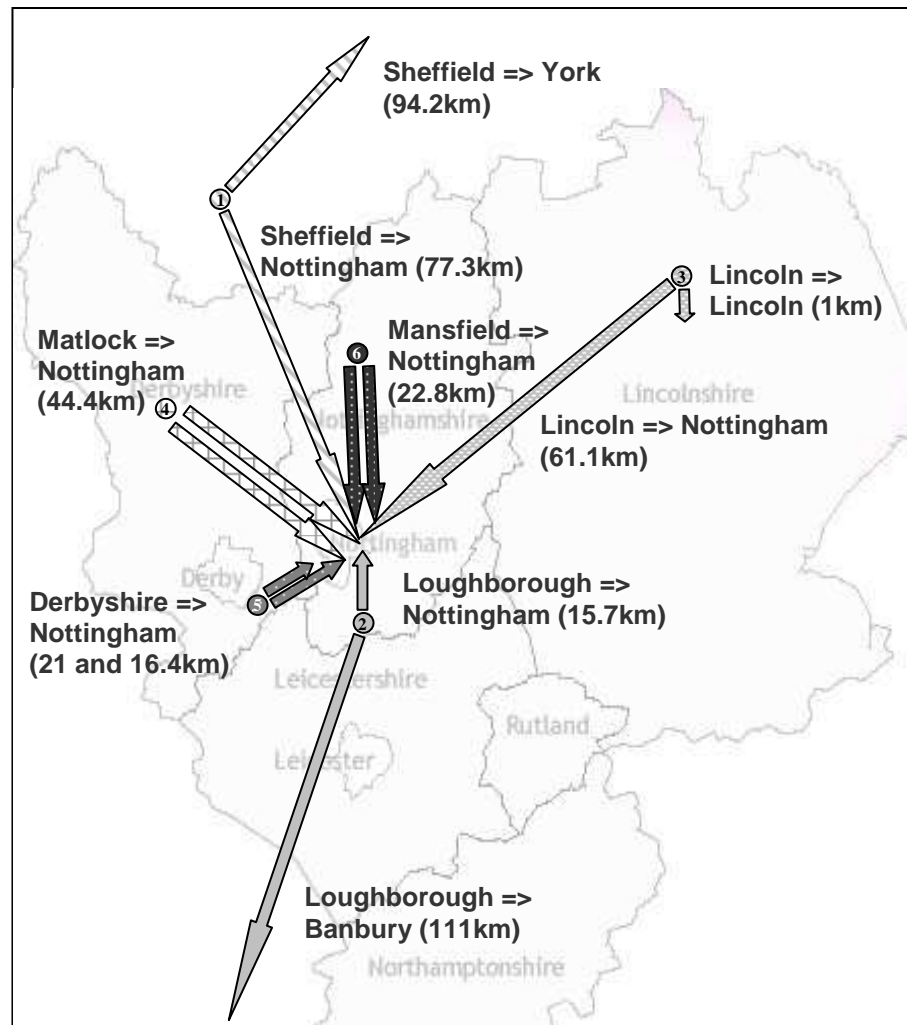 Sheffield => York
(94.2km)
1
Sheffield =>
Nottingham (77.3km)
3
Lincoln =>
Lincoln (1km)
Matlock =>
Nottingham
(44.4km)
Derbyshire
4
6
Mansfield =>
Nottingham
(22.8km)
Nottinghamshire
Lincolnshire
Lincoln => Nottingham
(61.1km)
Nottingham
Derby
5
Derbyshire =>
Nottingham
(21 and 16.4km)
Loughborough =>
Nottingham (15.7km)
2
Leicestershire
Rutland
Leicester
Loughborough =>
Banbury (111km)
Northamptonshire